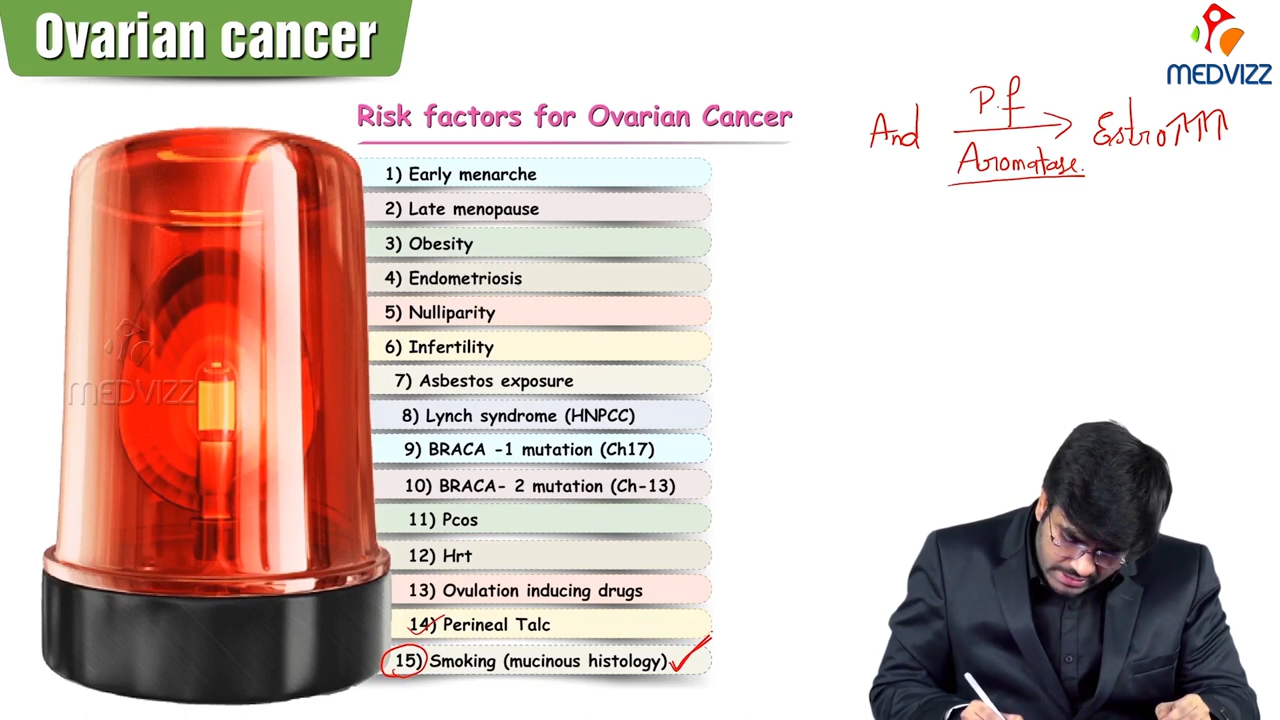 Ovarian cancer
MEDVIZZ
Risk factors for Ovarian Cancer
And P.f Aromatase. Estro↑↑↑↑
1) Early menarche
2) Late menopause
3) Obesity
4) Endometriosis
5) Nulliparity
6) Infertility
7) Asbestos exposure
8) Lynch syndrome (HNPCC)
9) BRACA -1 mutation (Ch17)
10) BRACA- 2 mutation (Ch-13)
11) Pcos
12) Hrt
13) Ovulation inducing drugs
14) Perineal Talc
15) Smoking (mucinous histology)
MEDVIZZ